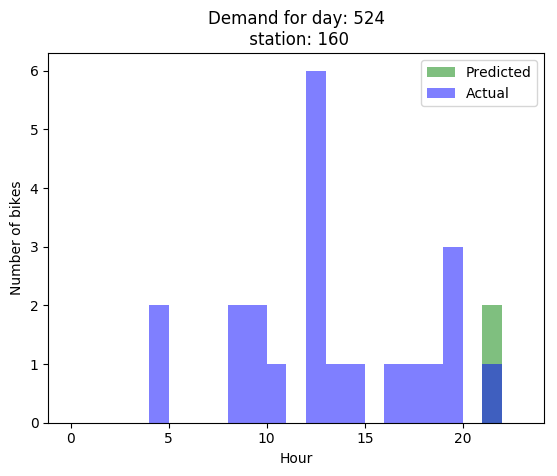 Demand for day: 524
station: 160
Predicted
Actual
Number of bikes
6
5
4
3
2
1
0
0
5
10
15
20
Hour